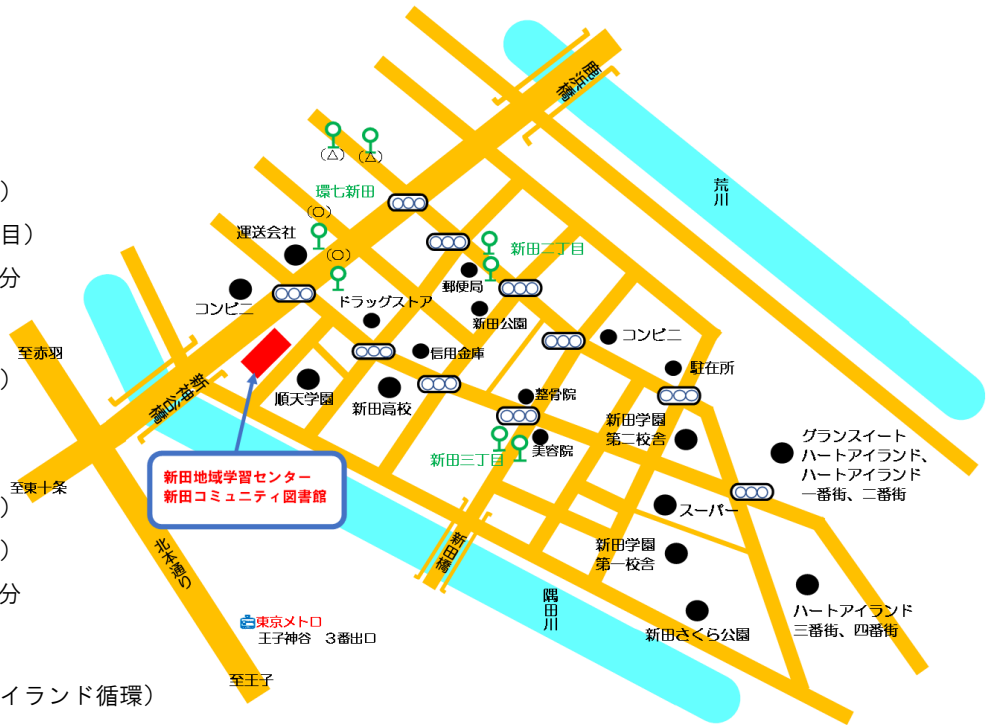 鹿浜橋
荒川
(△) (△)
環七新田
(○)
運送会社
(○)
新田二丁目
郵便局
コンビニ
ドラッグストア
新田公園
コンビニ
信用金庫
駐在所
至赤羽
新神谷橋
順天学園
新田高校
整骨院
新田学園
第二校舎
グランスイート
ハートアイランド、
ハートアイランド
一番街、二番街
新田三丁目
美容院
新田地域学習センター
新田コミュニティ図書館
至東十条
スーパー
北本通り
新田橋
新田学園
第一校舎
隅田川
ハートアイランド
三番街、四番街
新田さくら公園
東京メトロ
王子神谷 3番出口
至王子
)
目)
分
)
)
)
分
イランド循環)